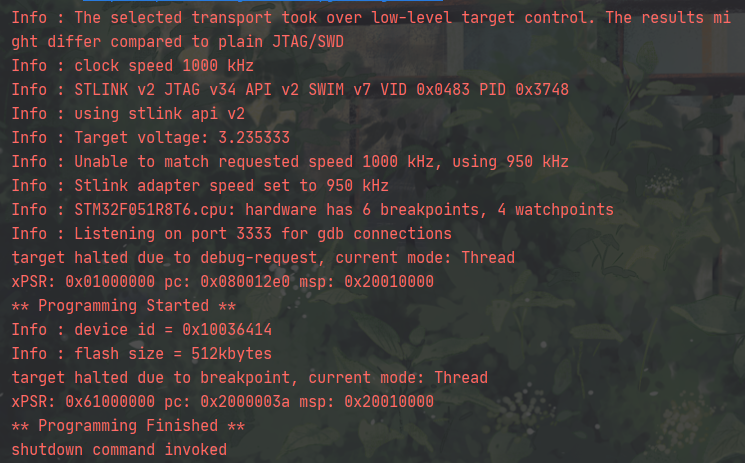 Info : The selected transport took over low-level target control. The results mi
ght differ compared to plain JTAG/SWD
Info : clock speed 1000 kHz
Info : STLINK v2 JTAG v34 API v2 SWIM v7 VID 0x0483 PID 0x3748
Info : using stlink api v2
Info : Target voltage: 3.235333
Info : Unable to match requested speed 1000 kHz, using 950 kHz
Info : Stlink adapter speed set to 950 kHz
Info : STM32F051R8T6.cpu: hardware has 6 breakpoints, 4 watchpoints
Info : Listening on port 3333 for gdb connections
target halted due to debug-request, current mode: Thread
xPSR: 0x01000000 pc: 0x080012e0 msp: 0x20010000
** Programming Started **
Info : device id = 0x10036414
Info : flash size = 512kbytes
target halted due to breakpoint, current mode: Thread
xPSR: 0x61000000 pc: 0x2000003a msp: 0x20010000
** Programming Finished **
shutdown command invoked